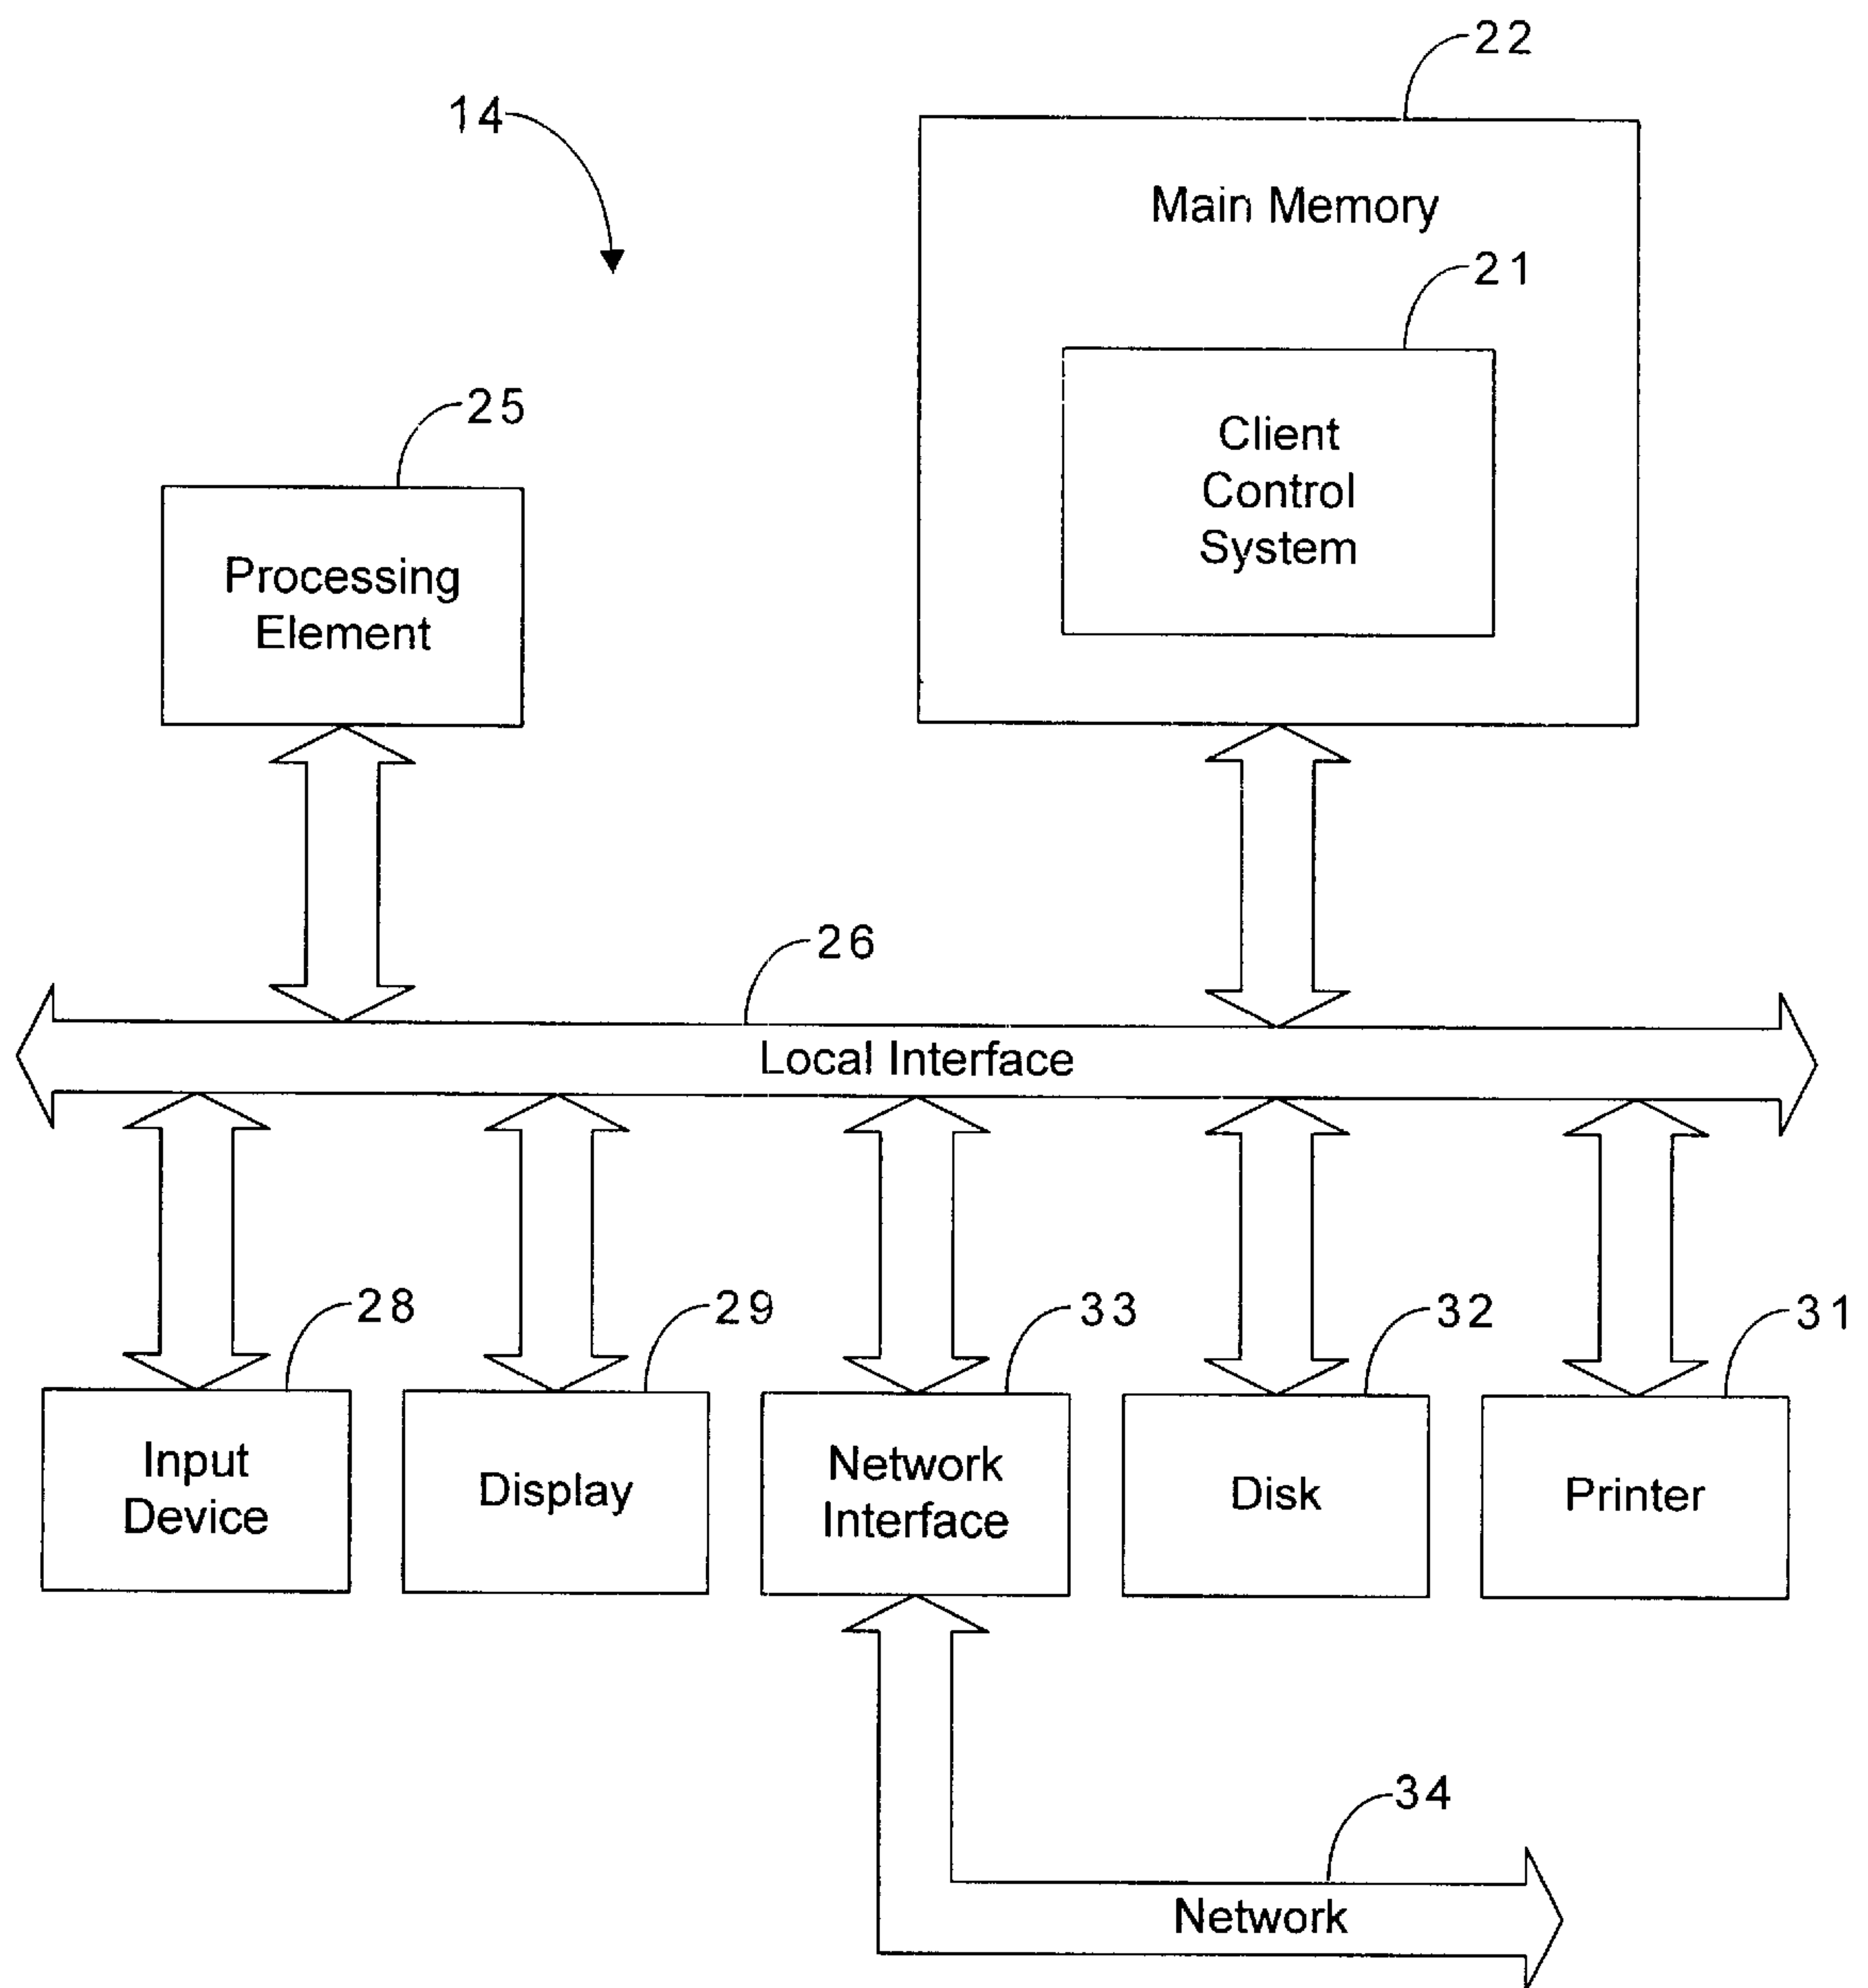 22
14
Main Memory
21
Client
Control
System
25
Processing
Element
26
Local Interface
28
29
33
32
31
Input
Device
Display
Network
Interface
Disk
Printer
34
Network